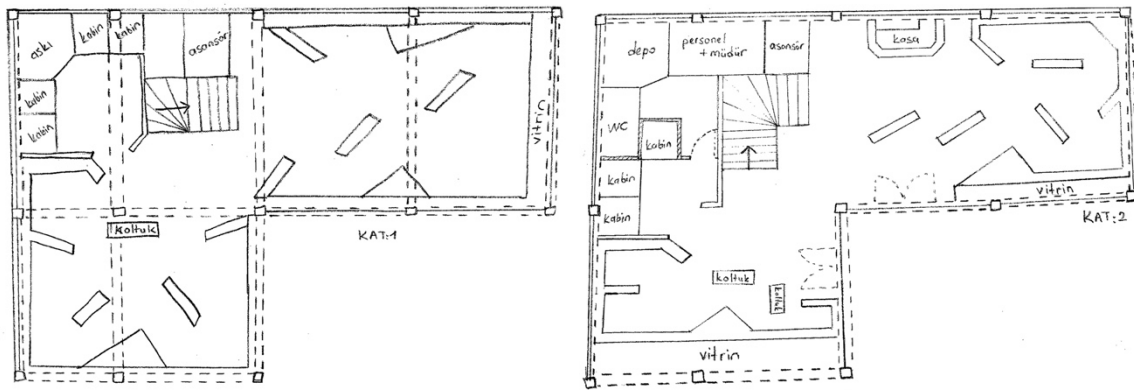 askı
kabin
kabin
asansör
kabin
kabin
vitrin
koltuk
KAT:1
depo
personel
+müdür
asansör
kasa
WC
kabin
kabin
kabin
vitrin
KAT:2
koltuk
koltuk
vitrin